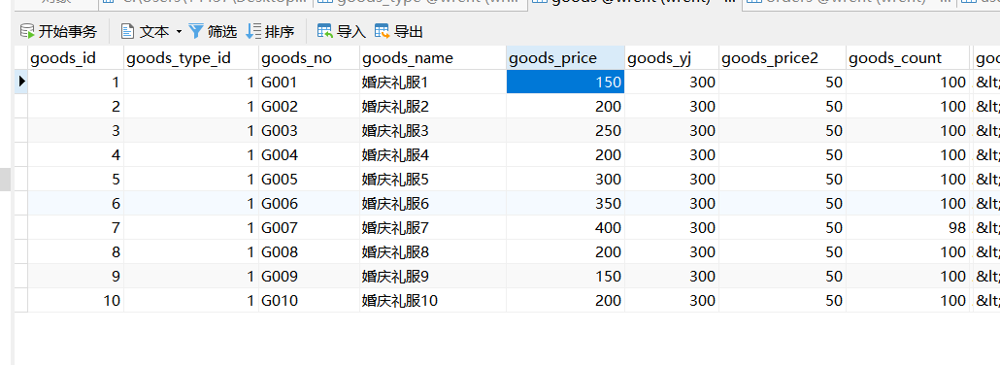 goods_type @wrent (wr...
goods @wrent (wrent) - ...
orders @wrent (wrent) - ...
开始事务 文本 筛选 排序 导入 导出
goods_id goods_type_id goods_no goods_name goods_price goods_yj goods_price2 goods_count goo
1 1 G001 婚庆礼服1 150 300 50 100 &lt;
2 1 G002 婚庆礼服2 200 300 50 100 &lt;
3 1 G003 婚庆礼服3 250 300 50 100 &lt;
4 1 G004 婚庆礼服4 200 300 50 100 &lt;
5 1 G005 婚庆礼服5 300 300 50 100 &lt;
6 1 G006 婚庆礼服6 350 300 50 100 &lt;
7 1 G007 婚庆礼服7 400 300 50 98 &lt;
8 1 G008 婚庆礼服8 200 300 50 100 &lt;
9 1 G009 婚庆礼服9 150 300 50 100 &lt;
10 1 G010 婚庆礼服10 200 300 50 100 &lt;